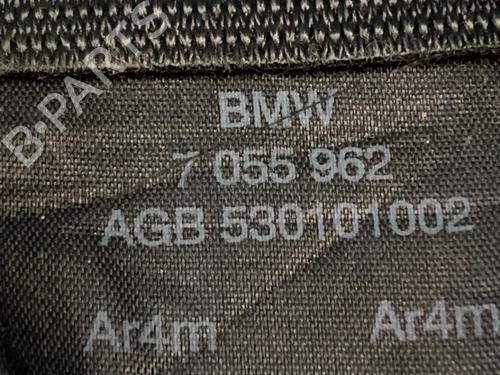 B-PARTS
BMW
7 055 962
AGB 530101002
Ar4m Ar4m